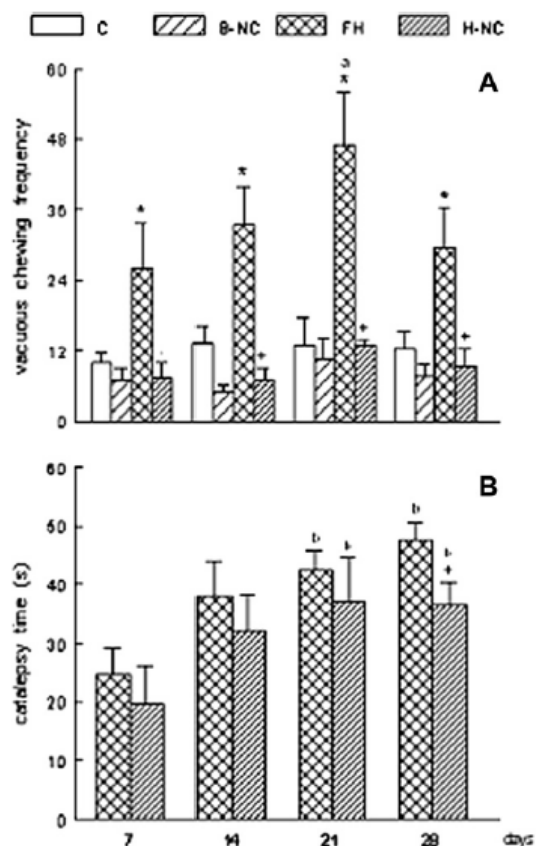 C B-NC FH H-NC
A
vacuous chewing frequency
60
48
36
24
12
0
*
*
a
*
*
+
+
+
B
catalepsy time (s)
60
50
40
30
20
10
0
b
b
b
b
+
7 14 21 28 days